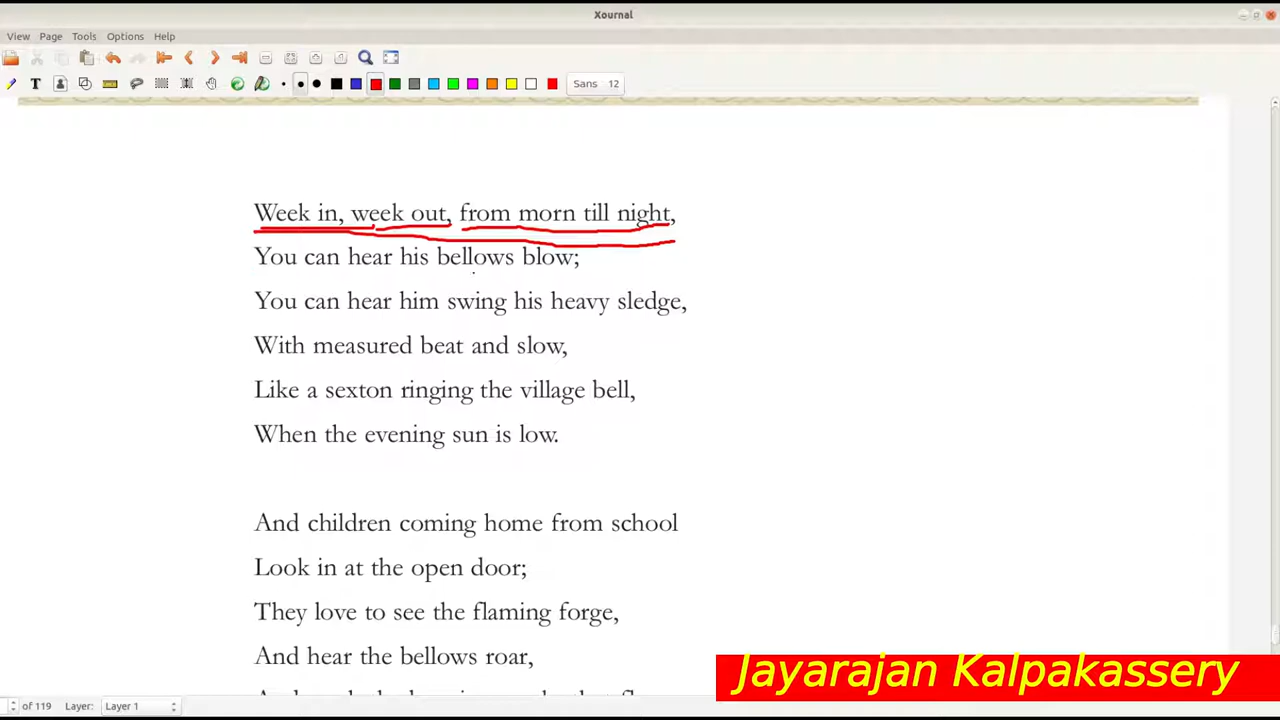 Xournal
View Page Tools Options Help
T Sans 12
Week in, week out, from morn till night,
You can hear his bellows blow;
You can hear him swing his heavy sledge,
With measured beat and slow,
Like a sexton ringing the village bell,
When the evening sun is low.
And children coming home from school
Look in at the open door;
They love to see the flaming forge,
And hear the bellows roar,
Jayarajan Kalpakassery
of 119 Layer: Layer 1